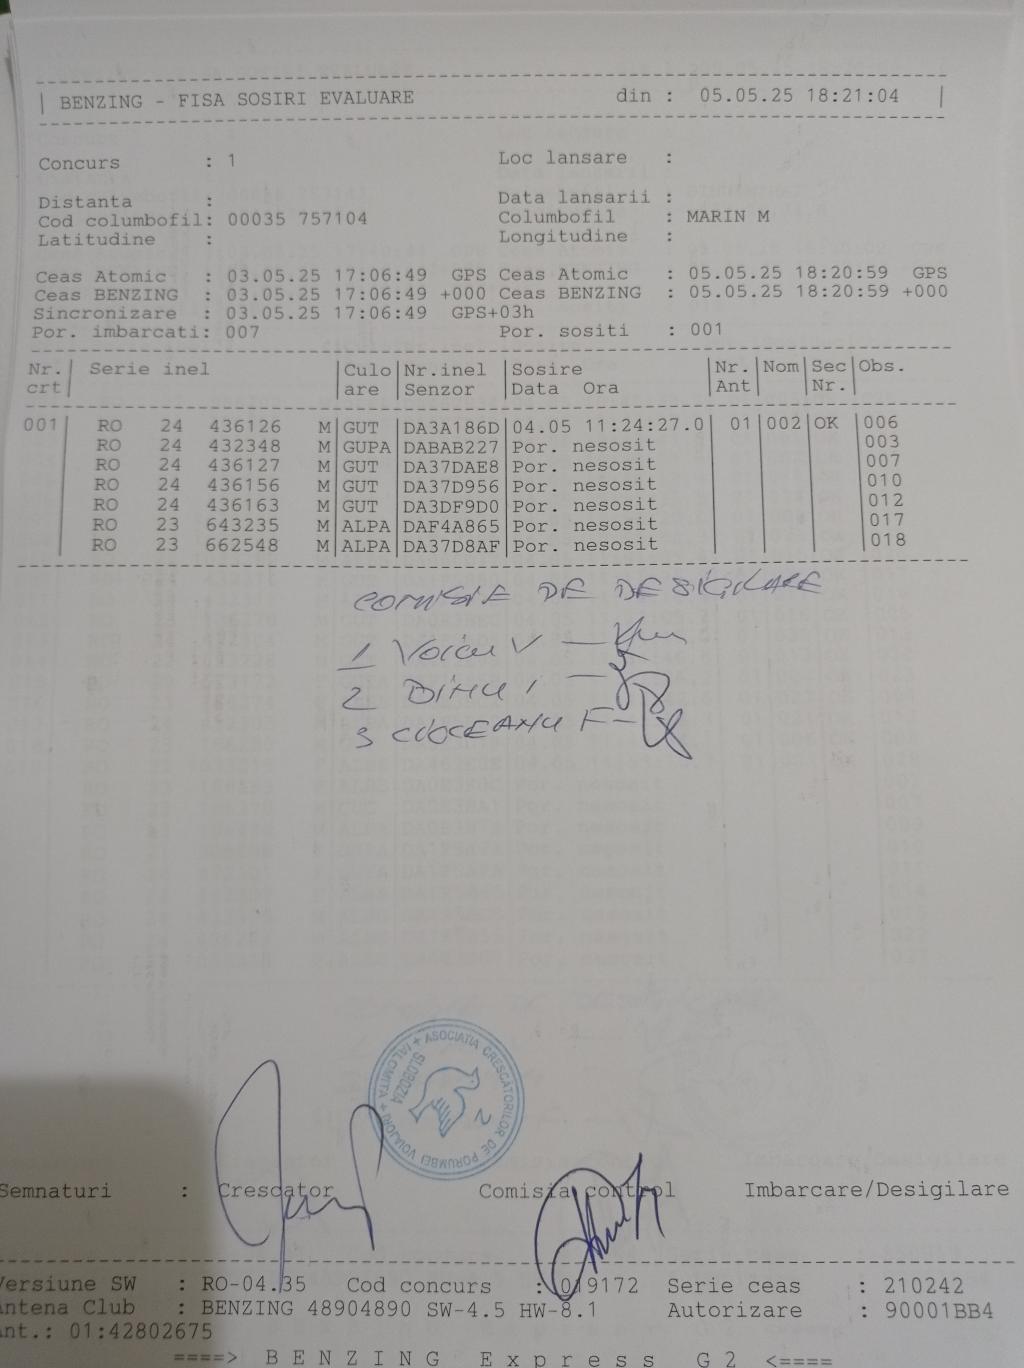 BENZING - FISA SOSIRI EVALUARE din : 05.05.25 18:21:04
Concurs : 1 Loc lansare :
Distanta : Data lansarii :
Cod columbofil: 00035 757104 Columbofil : MARIN M
Latitudine : Longitudine :
Ceas Atomic : 03.05.25 17:06:49 GPS Ceas Atomic : 05.05.25 18:20:59 GPS
Ceas BENZING : 03.05.25 17:06:49 +000 Ceas BENZING : 05.05.25 18:20:59 +000
Sincronizare : 03.05.25 17:06:49 GPS+03h
Por. imbarcati: 007 Por. sositi : 001
Nr. | Serie inel | Culo | Nr.inel | Sosire | Nr. | Nom | Sec | Obs.
crt | are | Senzor | Data Ora | Ant | Nr. |
001 | RO 24 436126 M | GUT | DA3A186D | 04.05 11:24:27.0 | 01 | 002 | OK | 006
RO 24 432348 M | GUPA | DABAB227 | Por. nesosit | 003
RO 24 436127 M | GUT | DA37DAE8 | Por. nesosit | 007
RO 24 436156 M | GUT | DA37D956 | Por. nesosit | 010
RO 24 436163 M | GUT | DA3DF9D0 | Por. nesosit | 012
RO 23 643235 M | ALPA | DAF4A865 | Por. nesosit | 017
RO 23 662548 M | ALPA | DA37D8AF | Por. nesosit | 018
COMISIE DE DESIGILARE
1 Voicu V –
2 DINU I –
3 CIOCEANU F –
ASOCIATIA CRESCATORILOR DE PORUMBEI VOIAJORI + IALOMITA +
SLOBOZIA
2
Semnaturi : Crescator Comisia control Imbarcare/Desigilare
Versiune SW : RO-04.35 Cod concurs : 019172 Serie ceas : 210242
Antena Club : BENZING 48904890 SW-4.5 HW-8.1 Autorizare : 90001BB4
Ant.: 01:42802675
====> B E N Z I N G E x p r e s s G 2 <====